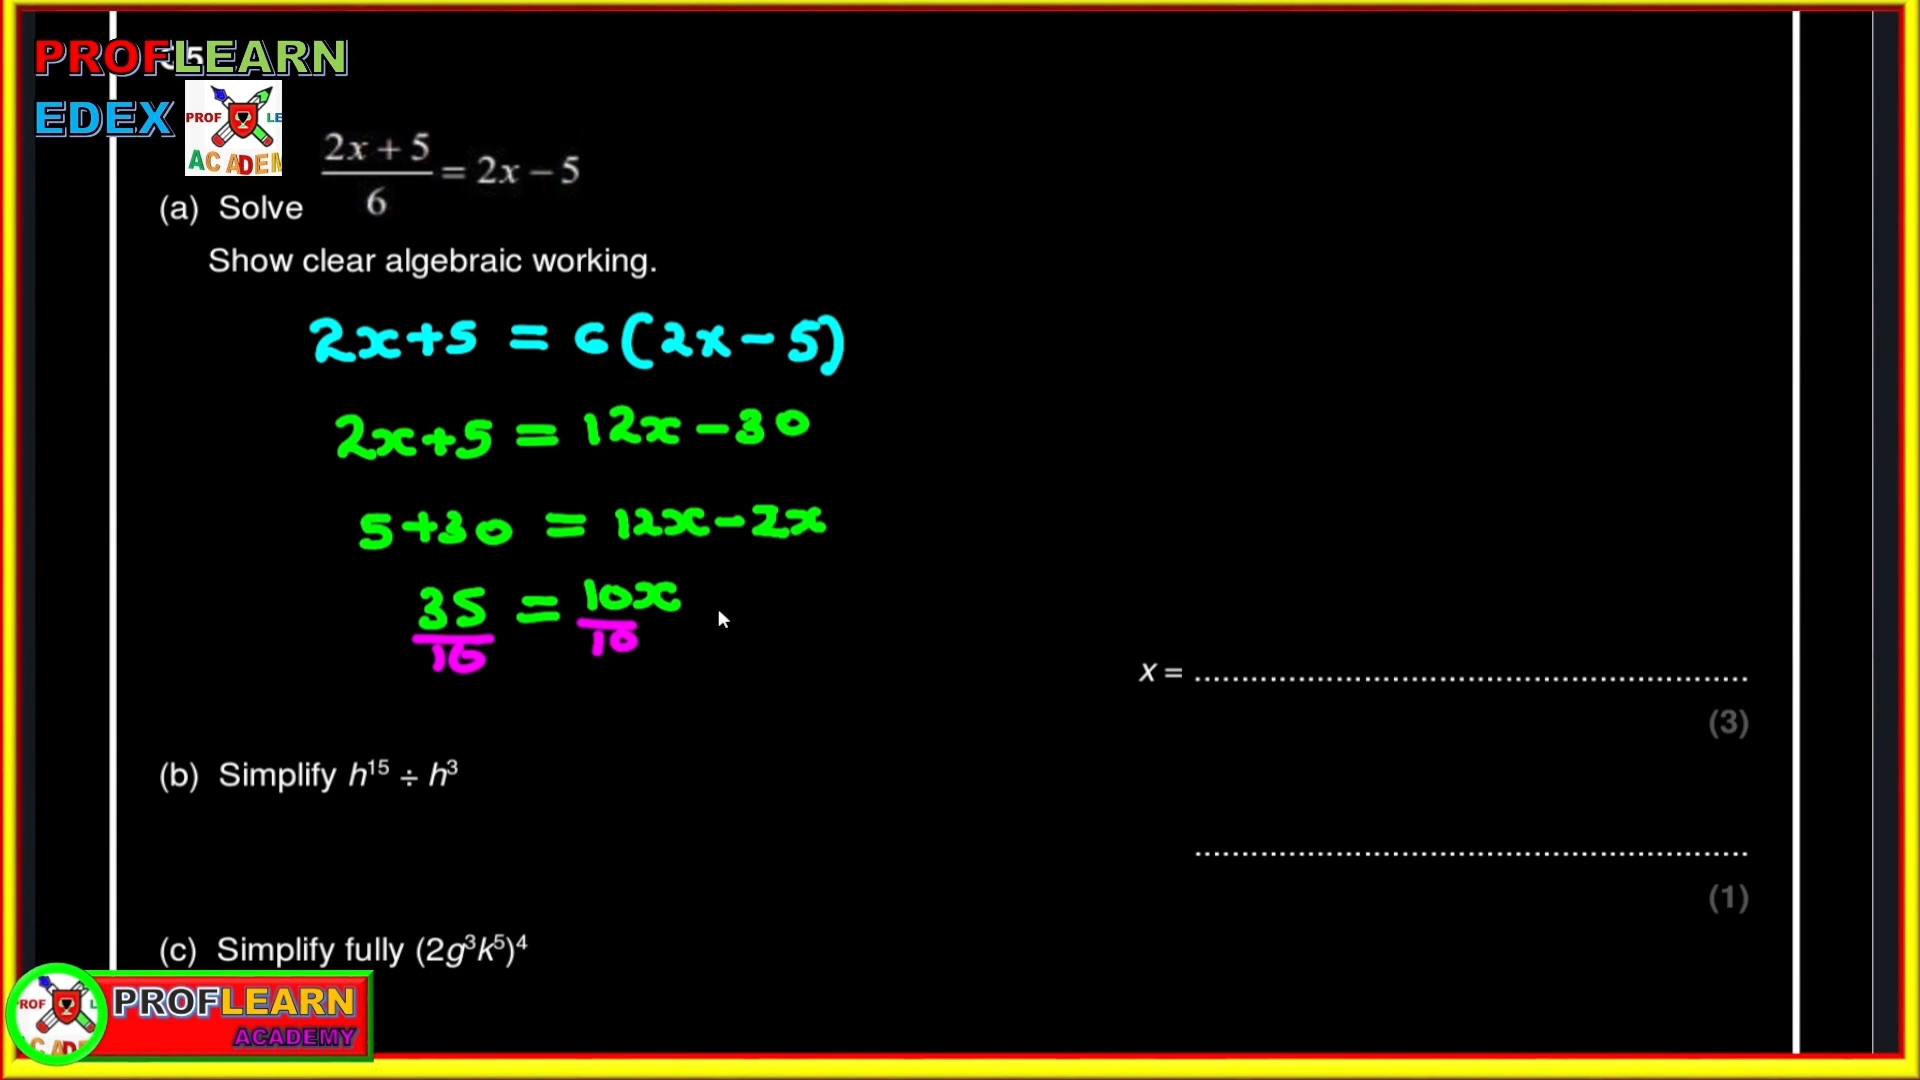 PROFLEARN
EDEX
PROF LE
ACADEM
(a) Solve (2x + 5)/6 = 2x − 5
Show clear algebraic working.
2x+5 = 6(2x-5)
2x+5 = 12x-30
5+30 = 12x-2x
35/10 = 10x/10
x = ............................................................
(3)
(b) Simplify h¹⁵ ÷ h³
............................................................
(1)
(c) Simplify fully (2g³k⁵)⁴
PROFLEARN
ACADEMY